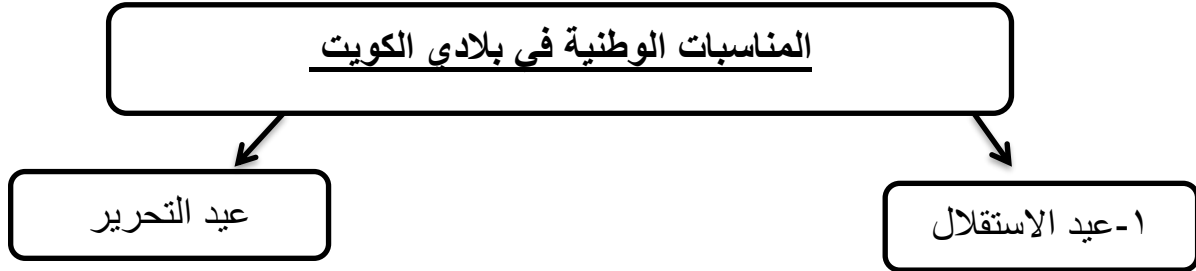 المناسبات الوطنية في بلادي الكويت
١-عيد الاستقلال
عيد التحرير